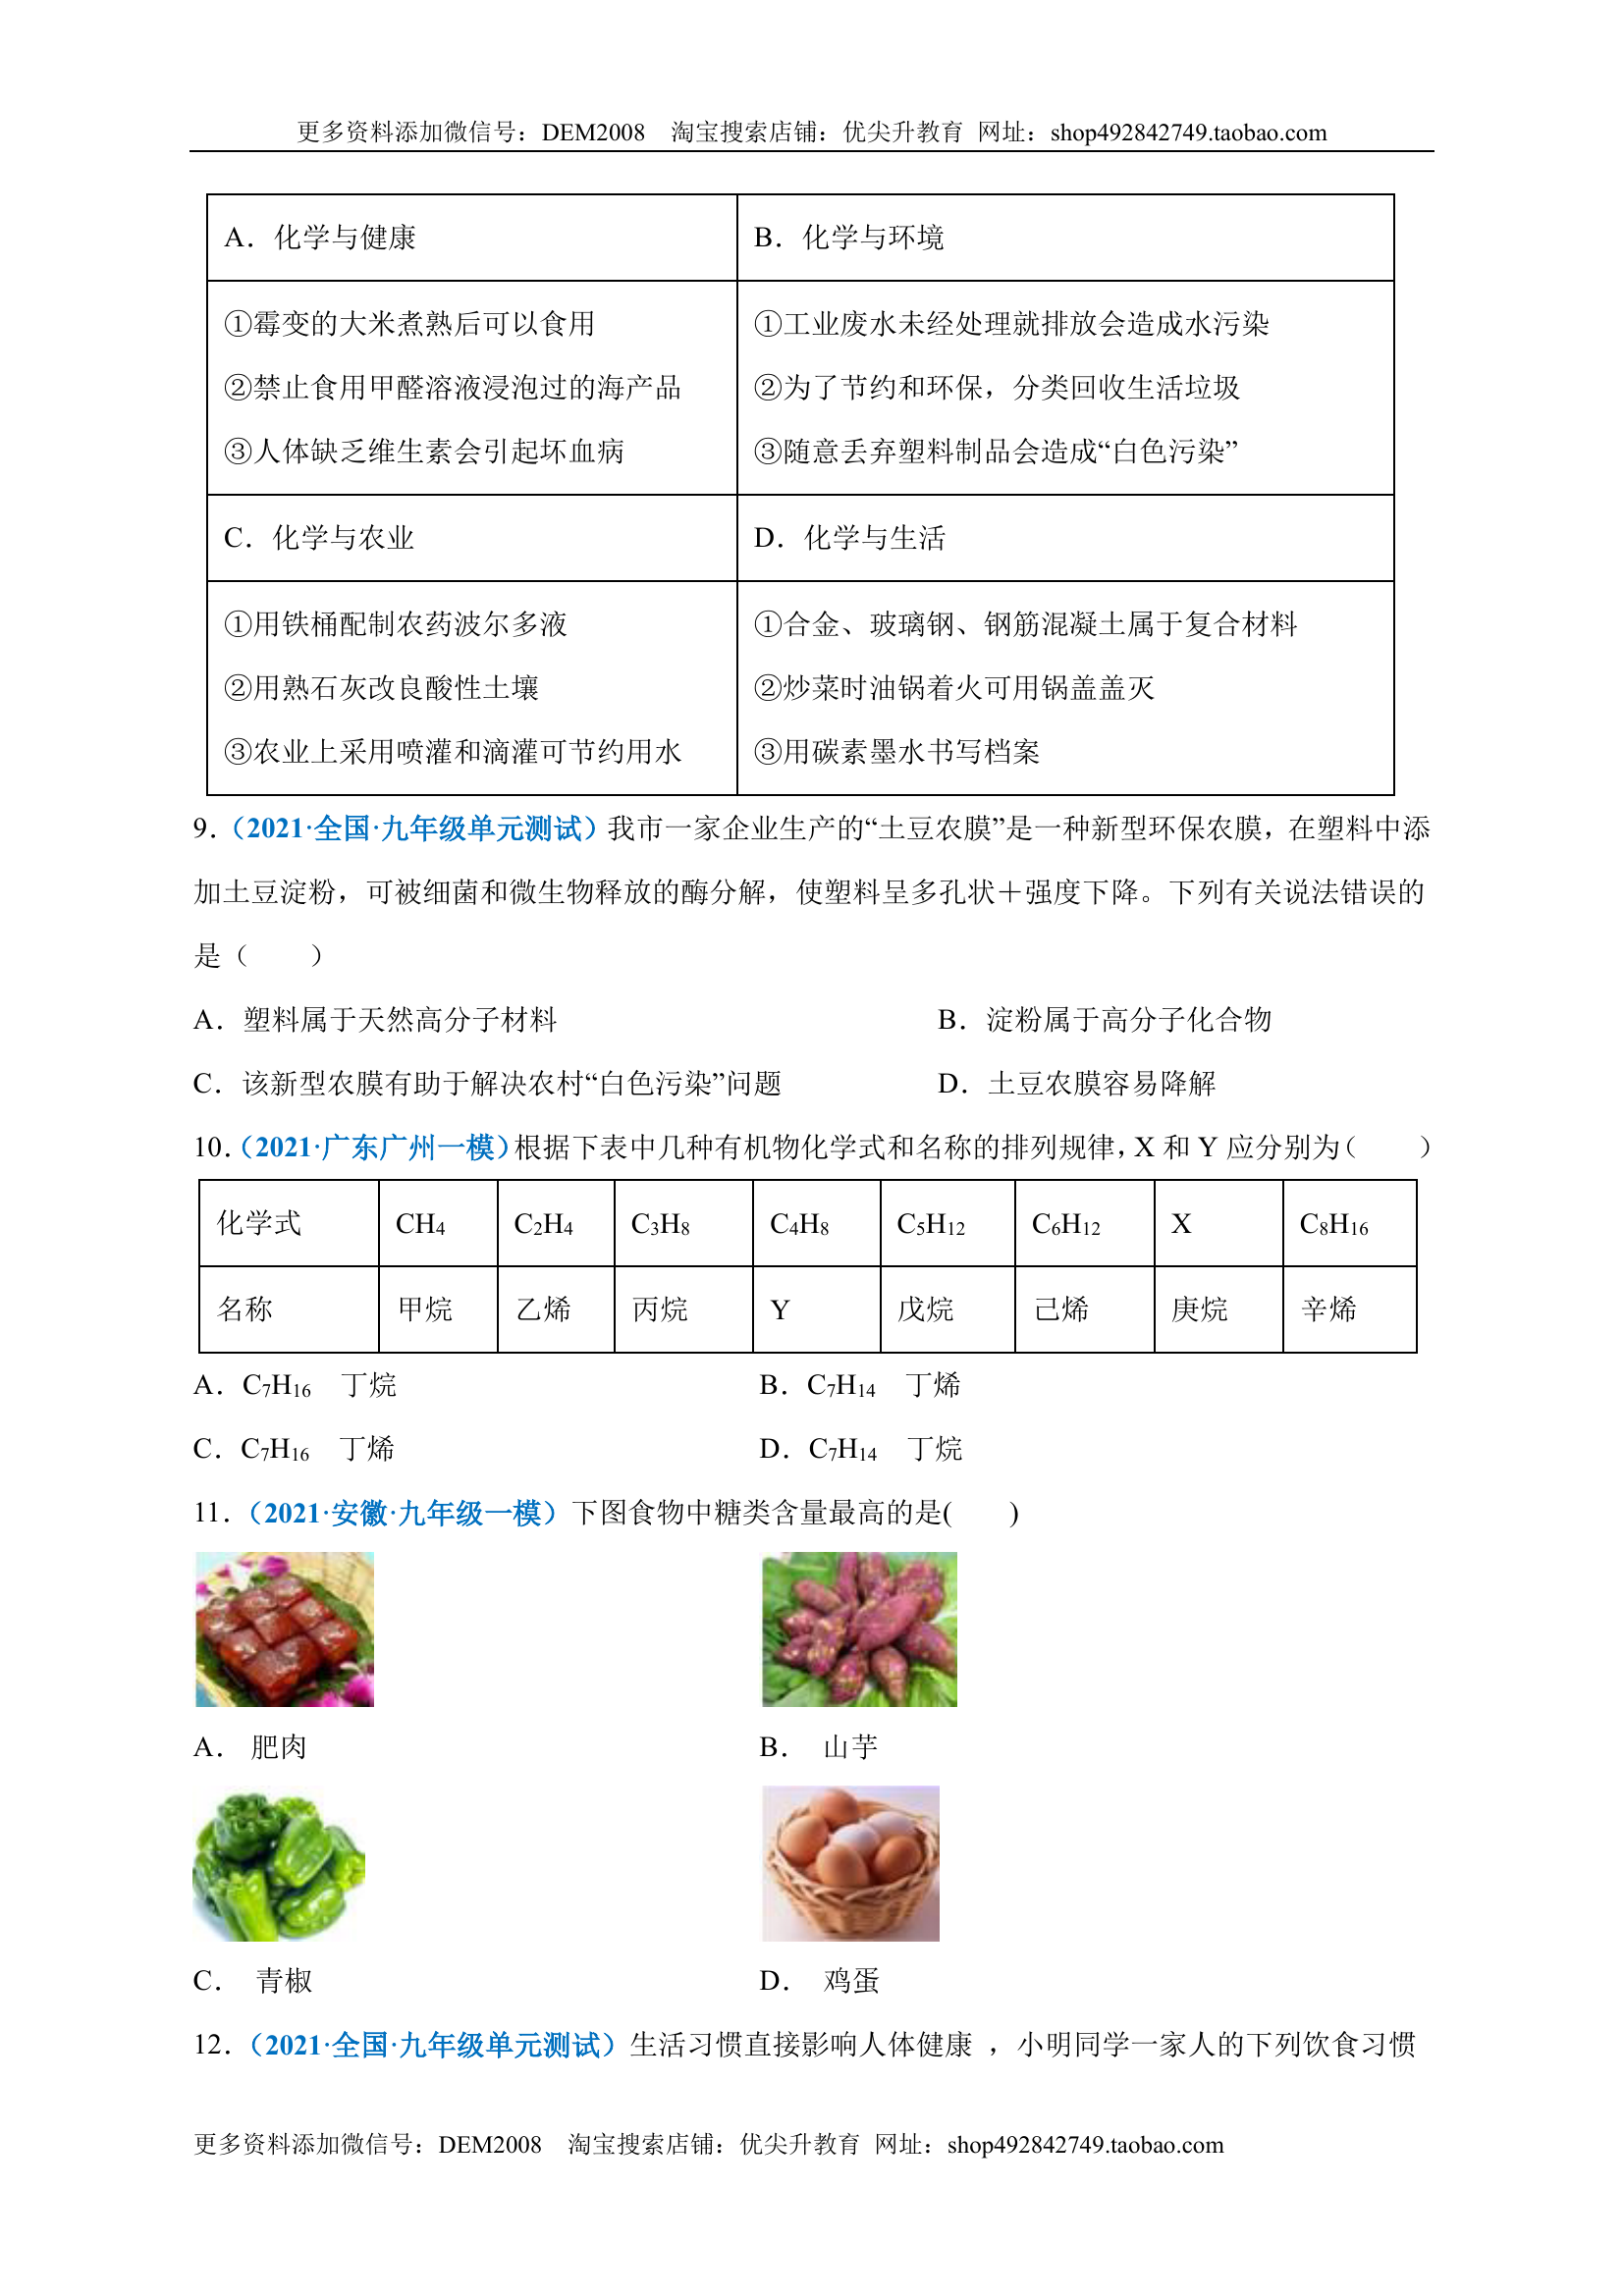 更多资料添加微信号：DEM2008 淘宝搜索店铺：优尖升教育 网址：shop492842749.taobao.com
A．化学与健康 B．化学与环境
①霉变的大米煮熟后可以食用 ①工业废水未经处理就排放会造成水污染
②禁止食用甲醛溶液浸泡过的海产品 ②为了节约和环保，分类回收生活垃圾
③人体缺乏维生素会引起坏血病 ③随意丢弃塑料制品会造成“白色污染”
C．化学与农业 D．化学与生活
①用铁桶配制农药波尔多液 ①合金、玻璃钢、钢筋混凝土属于复合材料
②用熟石灰改良酸性土壤 ②炒菜时油锅着火可用锅盖盖灭
③农业上采用喷灌和滴灌可节约用水 ③用碳素墨水书写档案
9．（2021·全国·九年级单元测试）我市一家企业生产的“土豆农膜”是一种新型环保农膜，在塑料中添
加土豆淀粉，可被细菌和微生物释放的酶分解，使塑料呈多孔状＋强度下降。下列有关说法错误的
是（　　）
A．塑料属于天然高分子材料 B．淀粉属于高分子化合物
C．该新型农膜有助于解决农村“白色污染”问题 D．土豆农膜容易降解
10．（2021·广东广州一模）根据下表中几种有机物化学式和名称的排列规律，X 和 Y 应分别为（　　）
化学式 CH₄ C₂H₄ C₃H₈ C₄H₈ C₅H₁₂ C₆H₁₂ X C₈H₁₆
名称 甲烷 乙烯 丙烷 Y 戊烷 己烯 庚烷 辛烯
A．C₇H₁₆ 丁烷 B．C₇H₁₄ 丁烯
C．C₇H₁₆ 丁烯 D．C₇H₁₄ 丁烷
11．（2021·安徽·九年级一模）下图食物中糖类含量最高的是(　　)
A． 肥肉 B． 山芋
C． 青椒 D． 鸡蛋
12．（2021·全国·九年级单元测试）生活习惯直接影响人体健康 ，小明同学一家人的下列饮食习惯
更多资料添加微信号：DEM2008 淘宝搜索店铺：优尖升教育 网址：shop492842749.taobao.com